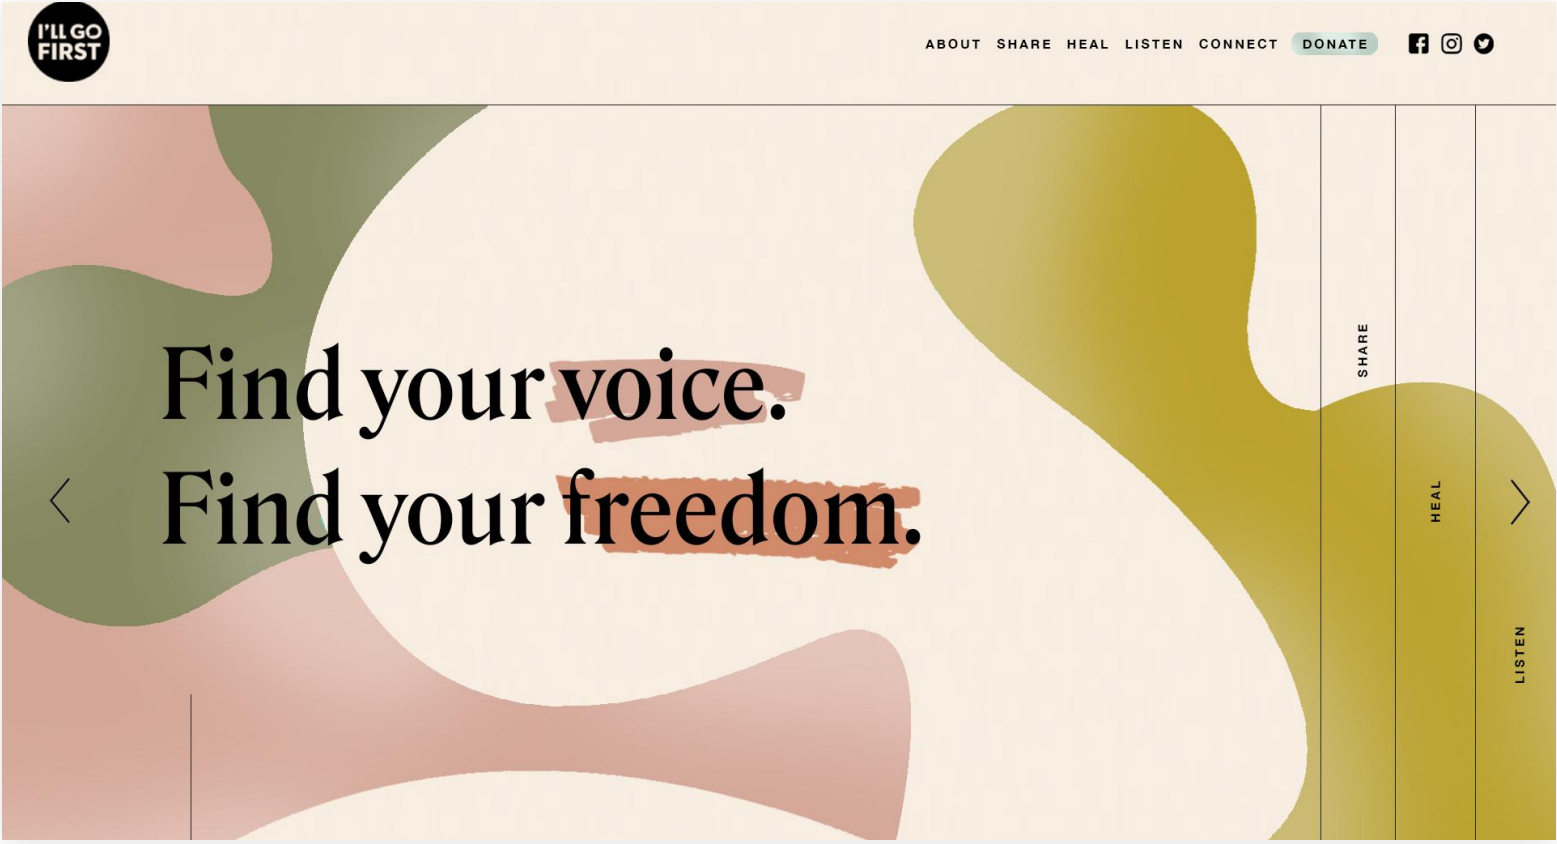 I'LL GO
FIRST
ABOUT SHARE HEAL LISTEN CONNECT DONATE
Find your voice.
Find your freedom.
SHARE
HEAL
LISTEN